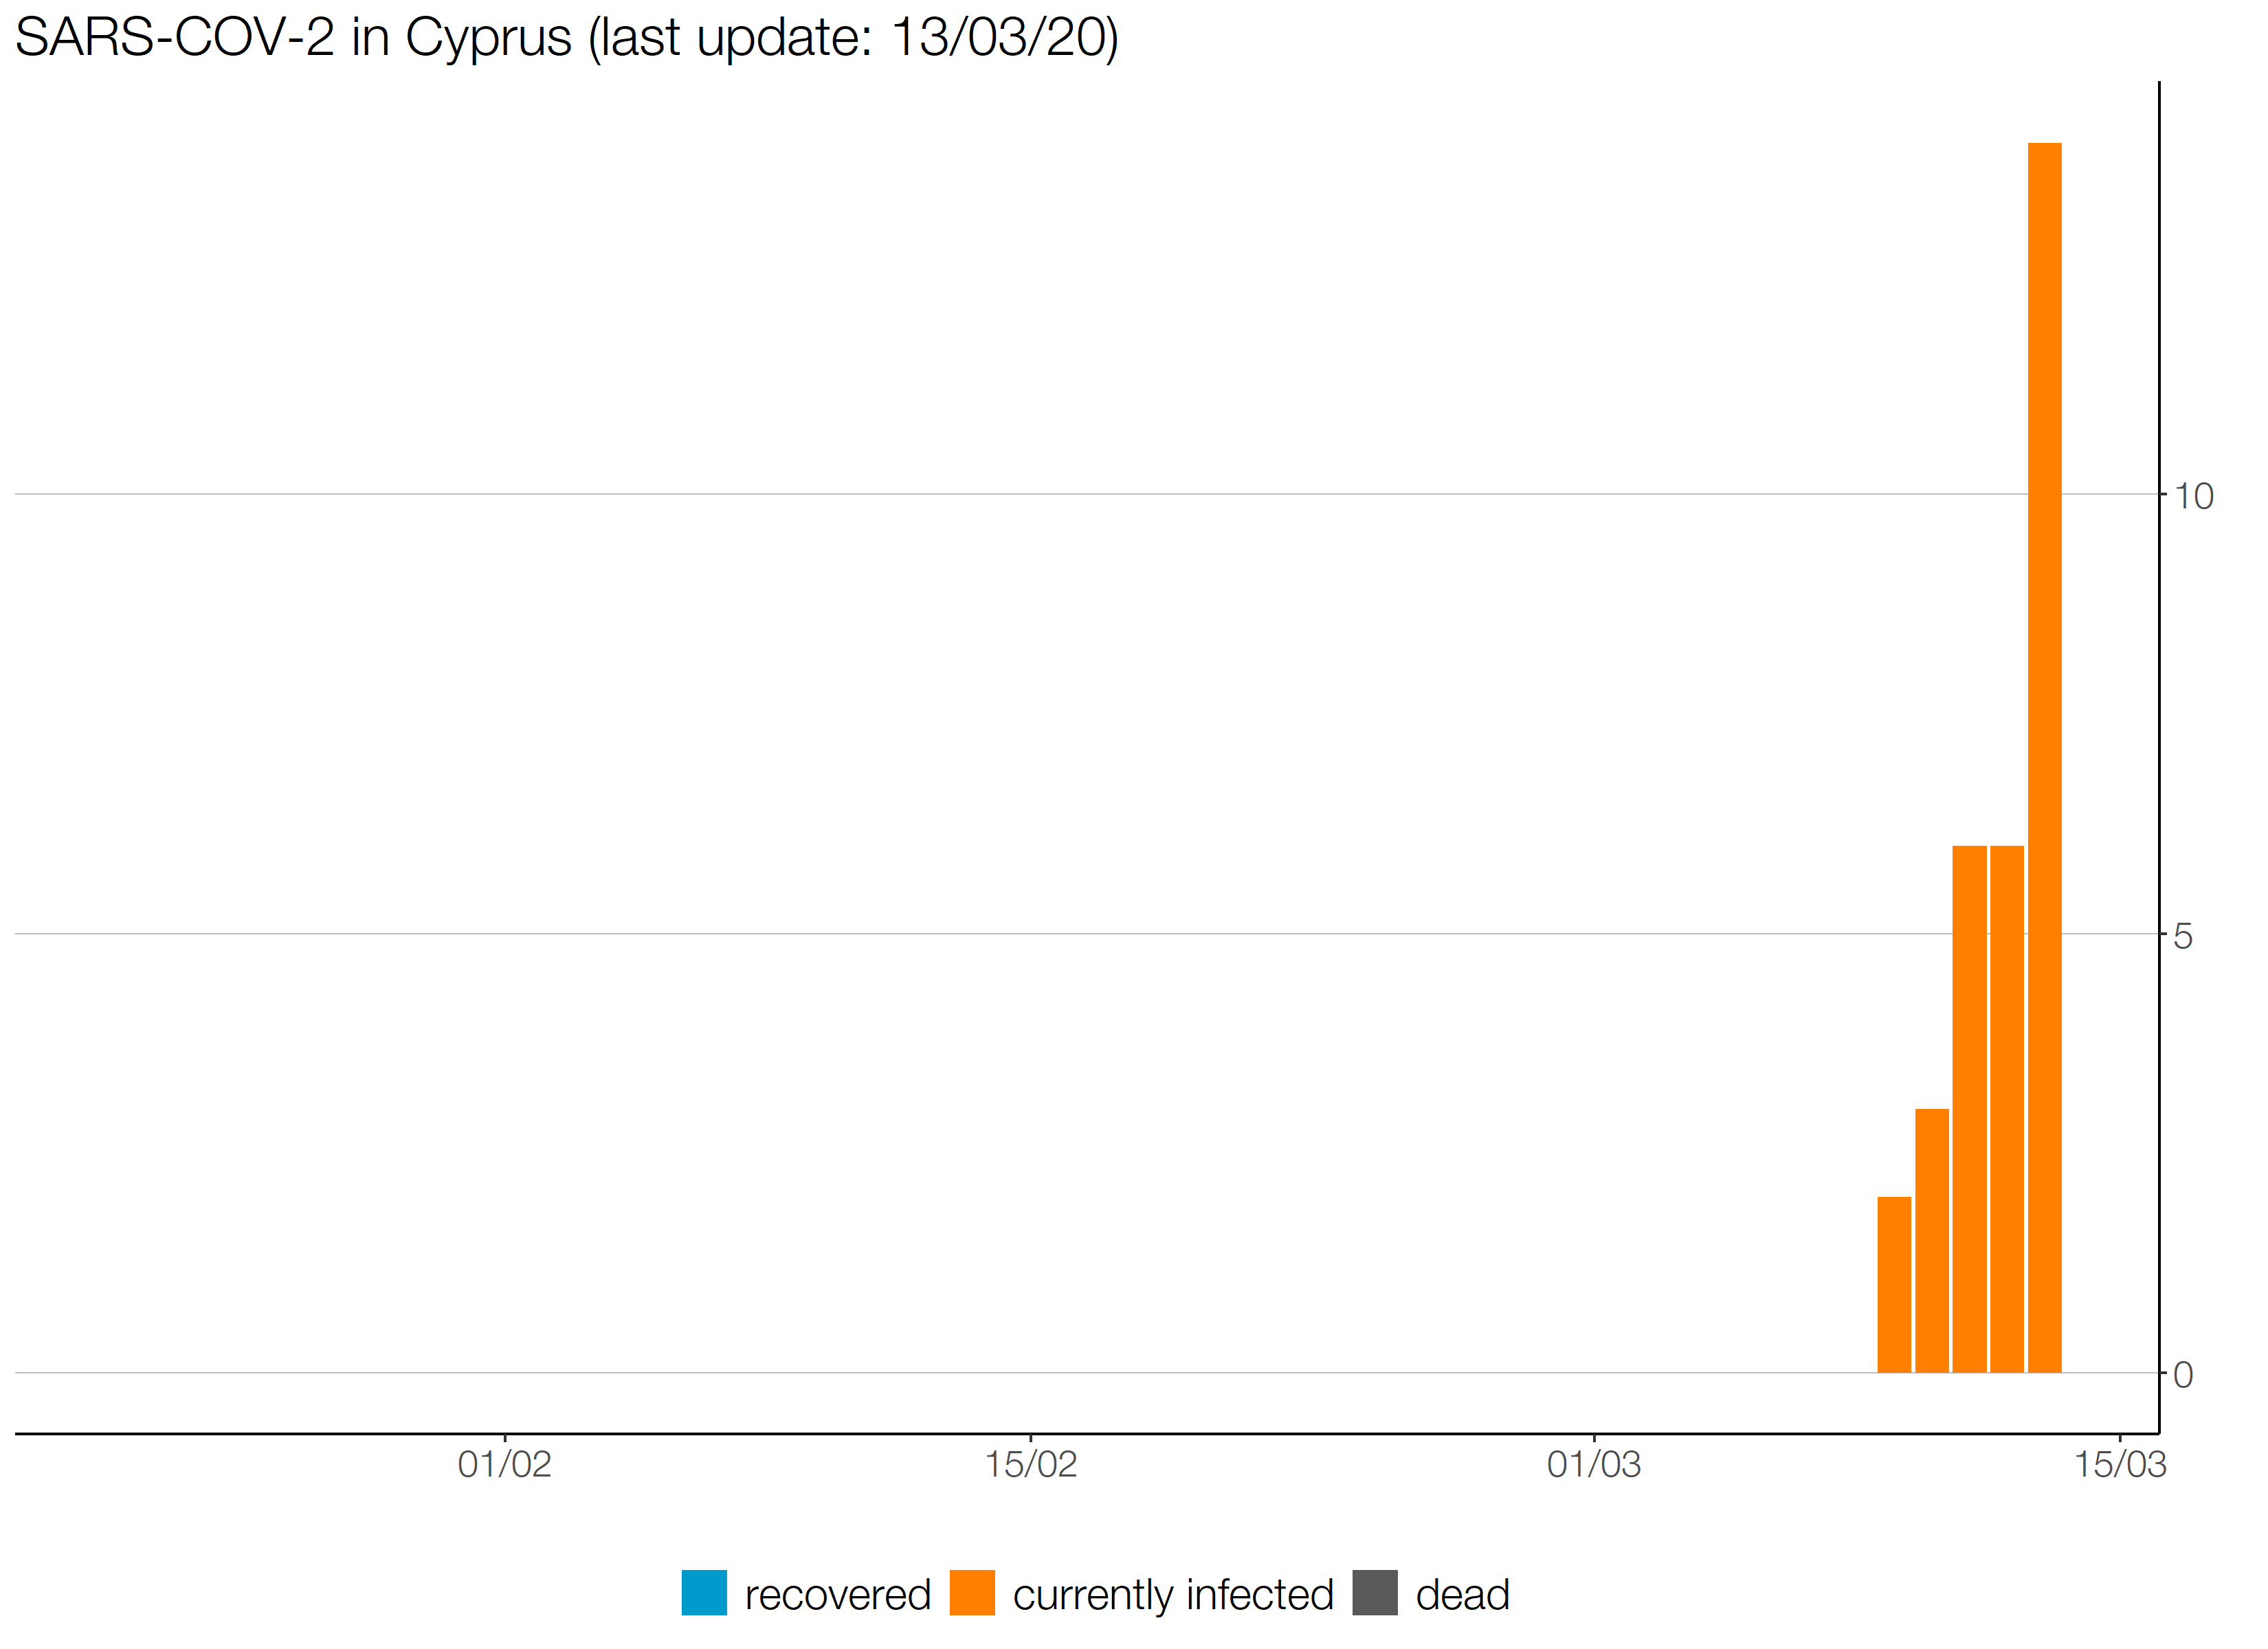 SARS-COV-2 in Cyprus (last update: 13/03/20)
10
5
0
01/02 15/02 01/03 15/03
recovered currently infected dead